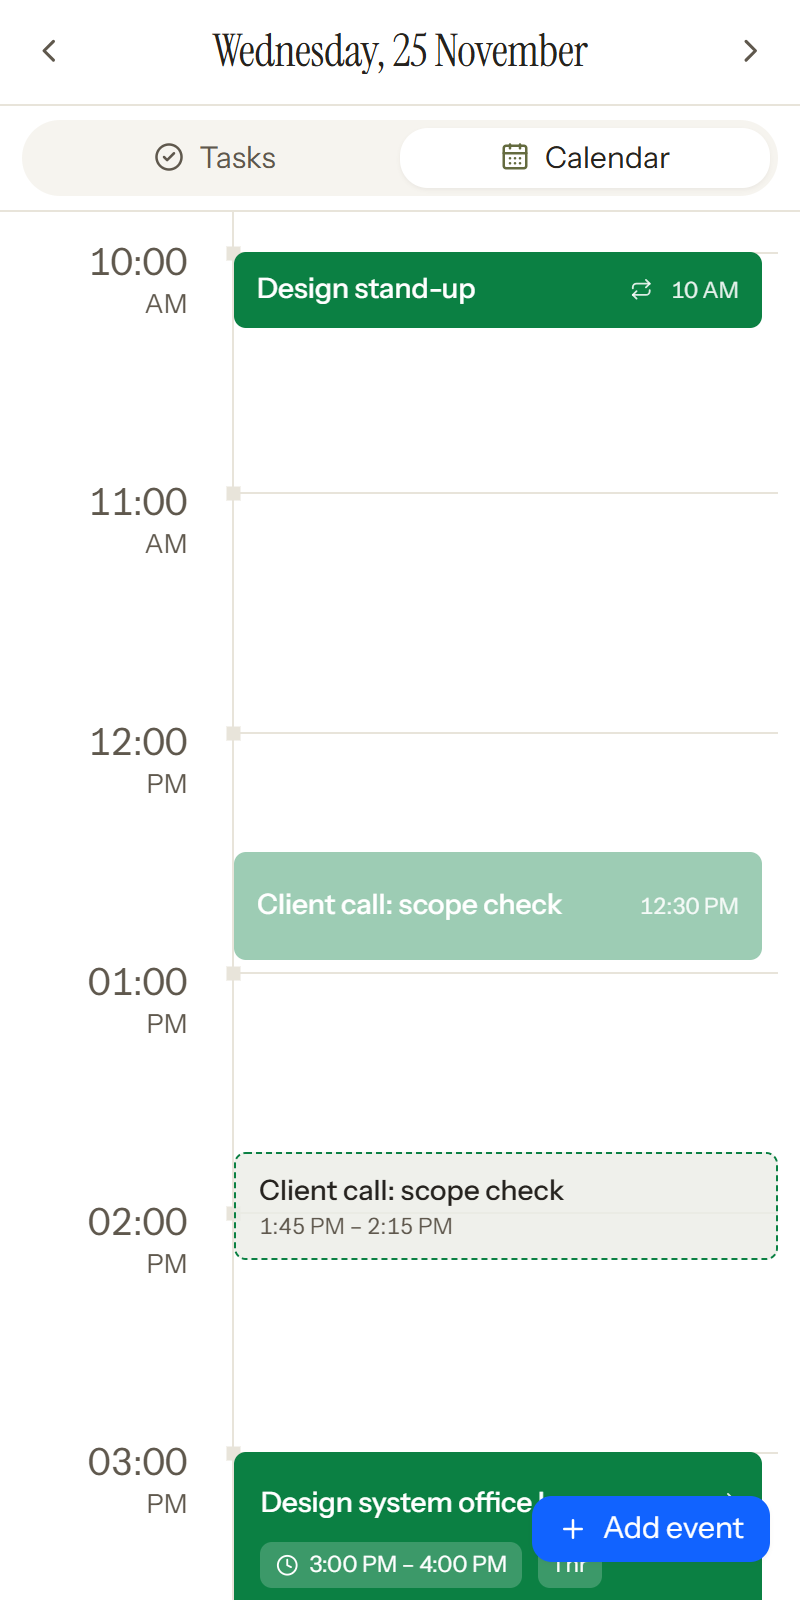 Wednesday, 25 November
Tasks
Calendar
10:00
AM
Design stand-up
10 AM
11:00
AM
12:00
PM
Client call: scope check
12:30 PM
01:00
PM
Client call: scope check
1:45 PM – 2:15 PM
02:00
PM
03:00
PM
Design system office
Add event
3:00 PM – 4:00 PM
1 hr